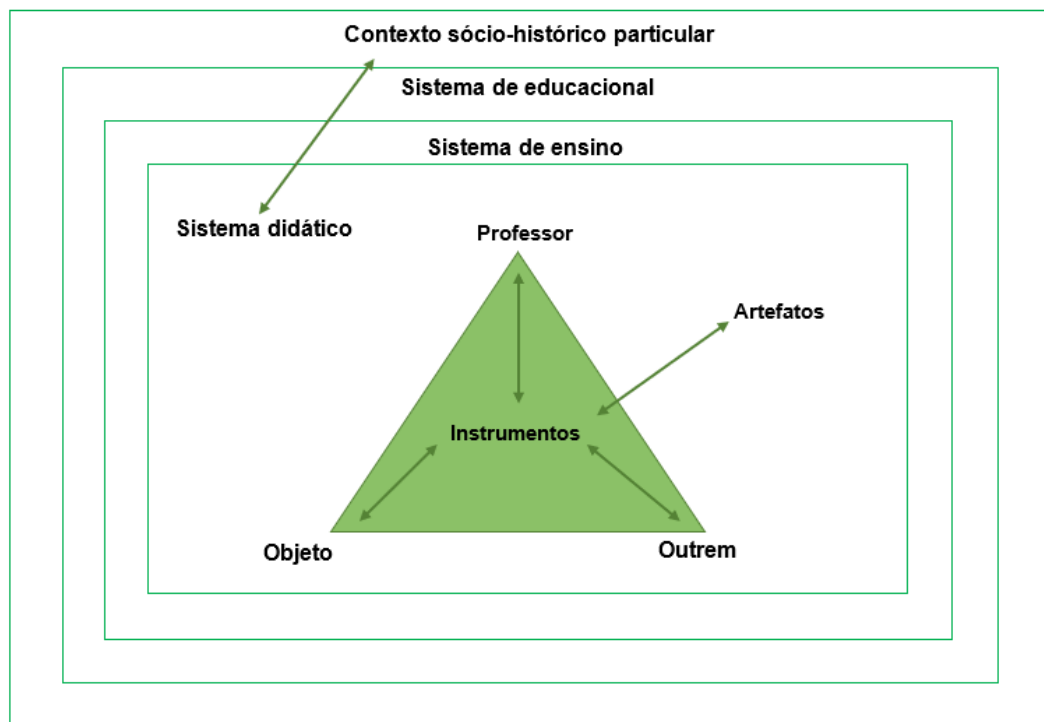 Contexto sócio-histórico particular
Sistema de educacional
Sistema de ensino
Sistema didático
Professor
Artefatos
Instrumentos
Objeto
Outrem